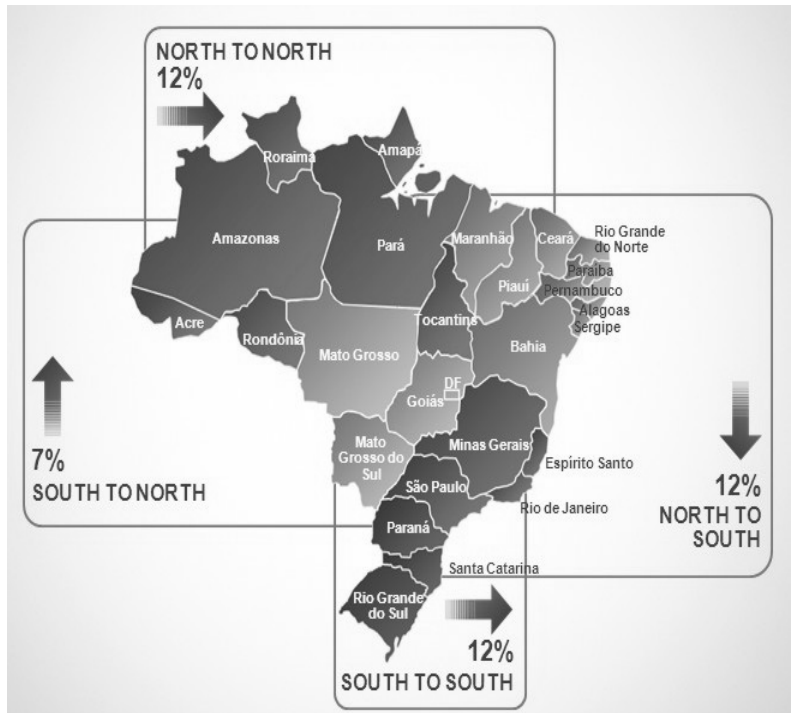 NORTH TO NORTH
12%
Roraima
Amapá
Amazonas
Pará
Maranhão
Ceará
Rio Grande
do Norte
Piauí
Paraíba
Pernambuco
Alagoas
Sergipe
Acre
Rondônia
Tocantins
Mato Grosso
Bahia
DF
Goiás
Mato
Grosso do
Sul
Minas Gerais
Espírito Santo
São Paulo
Rio de Janeiro
Paraná
Santa Catarina
Rio Grande
do Sul
7%
SOUTH TO NORTH
12%
NORTH TO
SOUTH
12%
SOUTH TO SOUTH